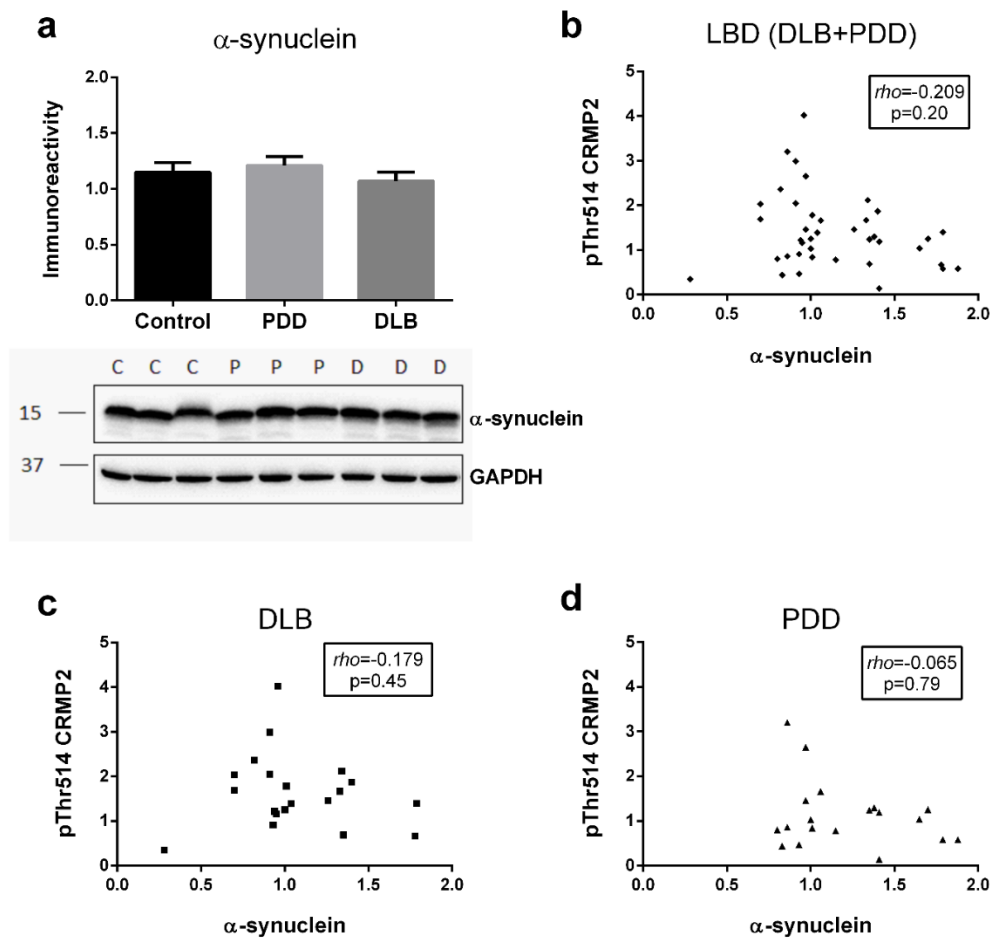 a
α-synuclein
Immunoreactivity
2.0
1.5
1.0
0.5
0.0
Control PDD DLB
C C C P P P D D D
15
α-synuclein
37
GAPDH
b
LBD (DLB+PDD)
rho=-0.209
p=0.20
pThr514 CRMP2
5
4
3
2
1
0
0.0 0.5 1.0 1.5 2.0
α-synuclein
c
DLB
rho=-0.179
p=0.45
pThr514 CRMP2
5
4
3
2
1
0
0.0 0.5 1.0 1.5 2.0
α-synuclein
d
PDD
rho=-0.065
p=0.79
pThr514 CRMP2
5
4
3
2
1
0
0.0 0.5 1.0 1.5 2.0
α-synuclein